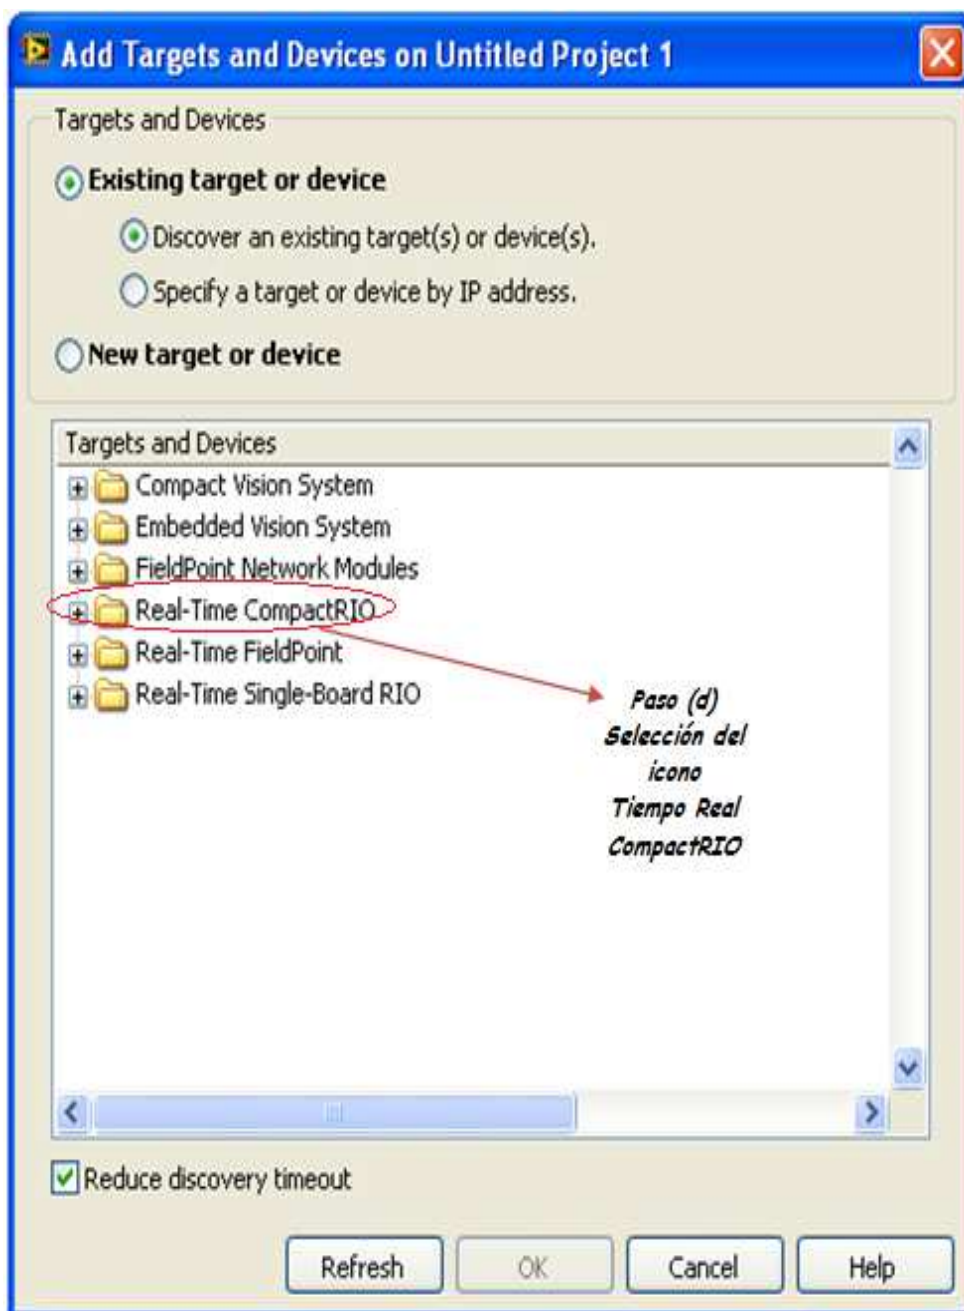 Add Targets and Devices on Untitled Project 1
Targets and Devices
Existing target or device
Discover an existing target(s) or device(s).
Specify a target or device by IP address.
New target or device
Targets and Devices
Compact Vision System
Embedded Vision System
FieldPoint Network Modules
Real-Time CompactRIO
Real-Time FieldPoint
Real-Time Single-Board RIO
Paso (d)
Selección del
icono
Tiempo Real
CompactRIO
Reduce discovery timeout
Refresh OK Cancel Help